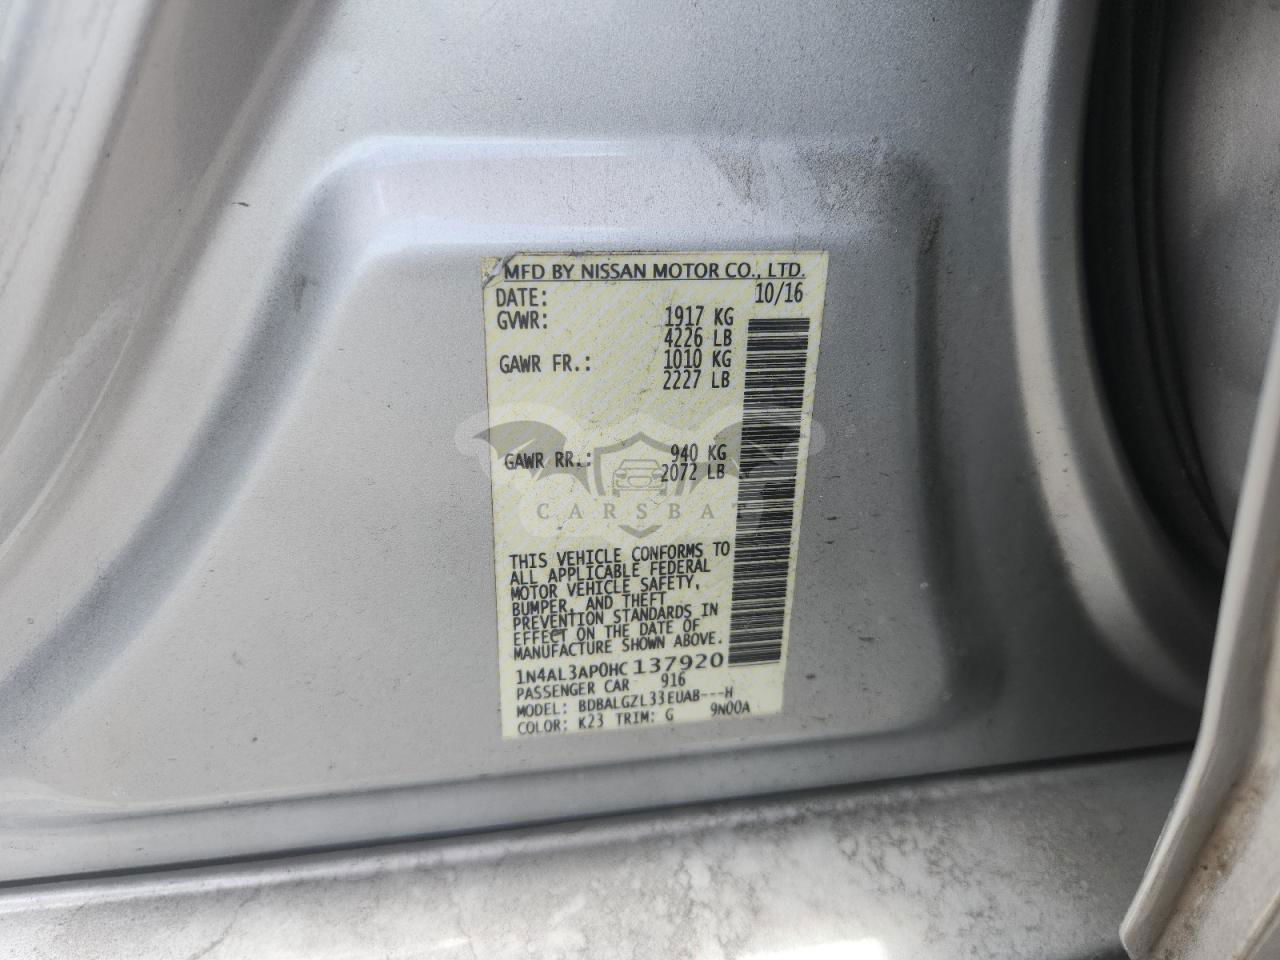 MFD BY NISSAN MOTOR CO., LTD.
DATE: 10/16
GVWR: 1917 KG
4226 LB
GAWR FR.: 1010 KG
2227 LB
GAWR RR.: 940 KG
2072 LB
CARSBAT
THIS VEHICLE CONFORMS TO
ALL APPLICABLE FEDERAL
MOTOR VEHICLE SAFETY,
BUMPER, AND THEFT
PREVENTION STANDARDS IN
EFFECT ON THE DATE OF
MANUFACTURE SHOWN ABOVE.
1N4AL3AP0HC137920
PASSENGER CAR 916
MODEL: BDBALGZL33EUAB---H
COLOR: K23 TRIM: G 9N00A